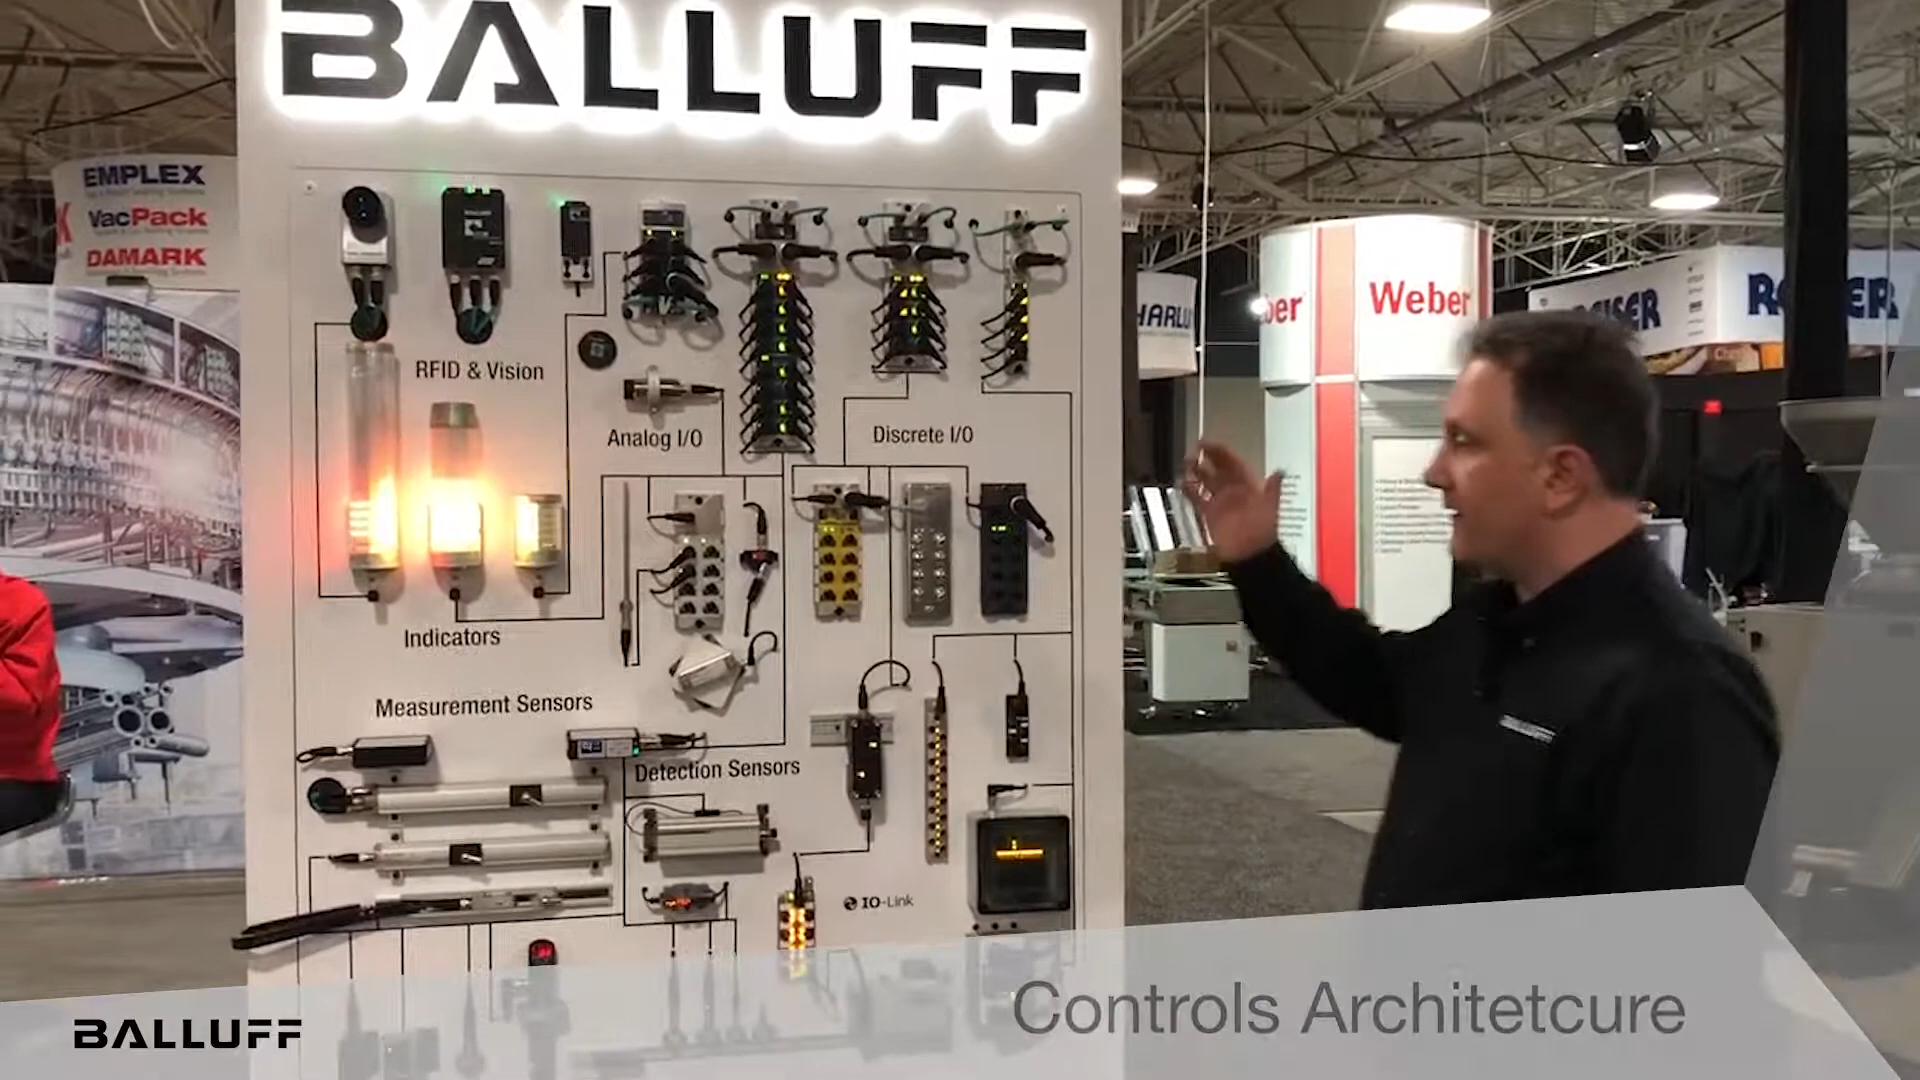 BALLUFF
EMPLEX
VacPack
DAMARK
Weber
RFID & Vision
Analog I/O
Discrete I/O
Indicators
Measurement Sensors
Detection Sensors
IO-Link
BALLUFF
Controls Architetcure